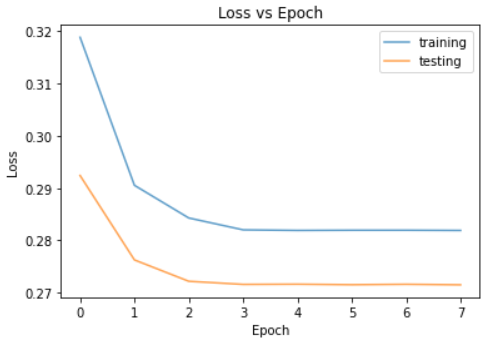 Loss vs Epoch
0.32
0.31
0.30
0.29
0.28
0.27
Loss
training
testing
0 1 2 3 4 5 6 7
Epoch